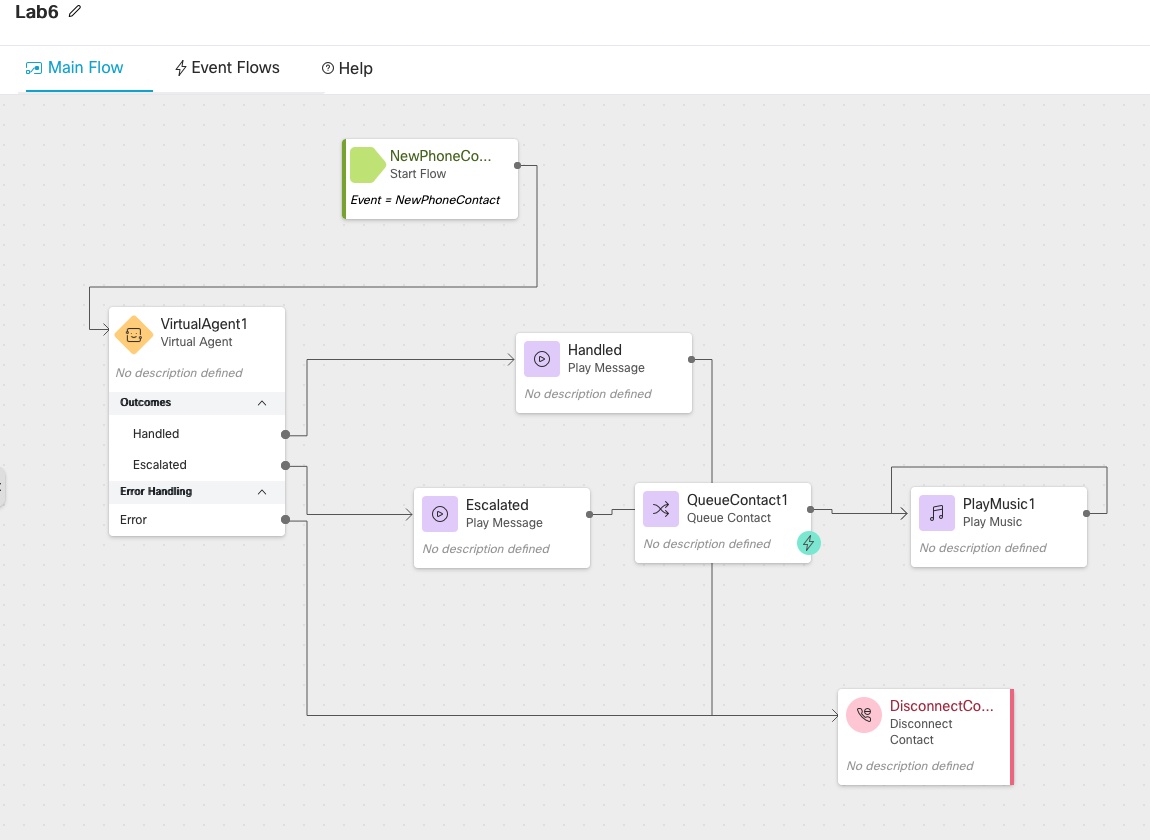 Lab6
Main Flow
Event Flows
Help
NewPhoneCo...
Start Flow
Event = NewPhoneContact
VirtualAgent1
Virtual Agent
No description defined
Outcomes
Handled
Escalated
Error Handling
Error
Handled
Play Message
No description defined
Escalated
Play Message
No description defined
QueueContact1
Queue Contact
No description defined
PlayMusic1
Play Music
No description defined
DisconnectCo...
Disconnect
Contact
No description defined